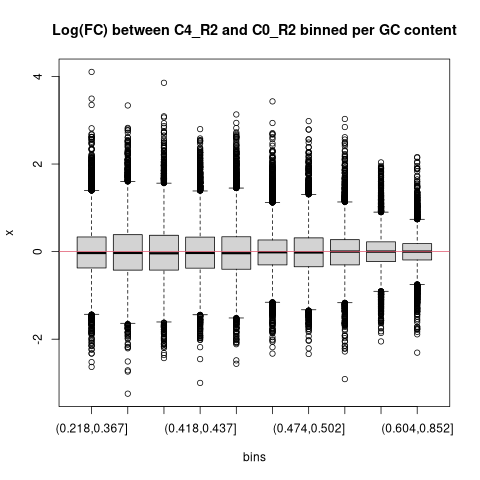 Log(FC) between C4_R2 and C0_R2 binned per GC content
4
2
0
-2
x
(0.218,0.367]
(0.418,0.437]
(0.474,0.502]
(0.604,0.852]
bins